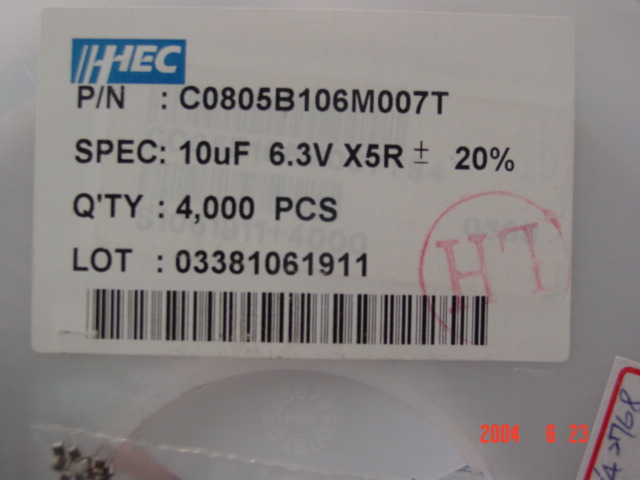 HEC
P/N : C0805B106M007T
SPEC: 10uF 6.3V X5R ± 20%
Q'TY : 4,000 PCS
LOT : 03381061911
HT
2004 6 23